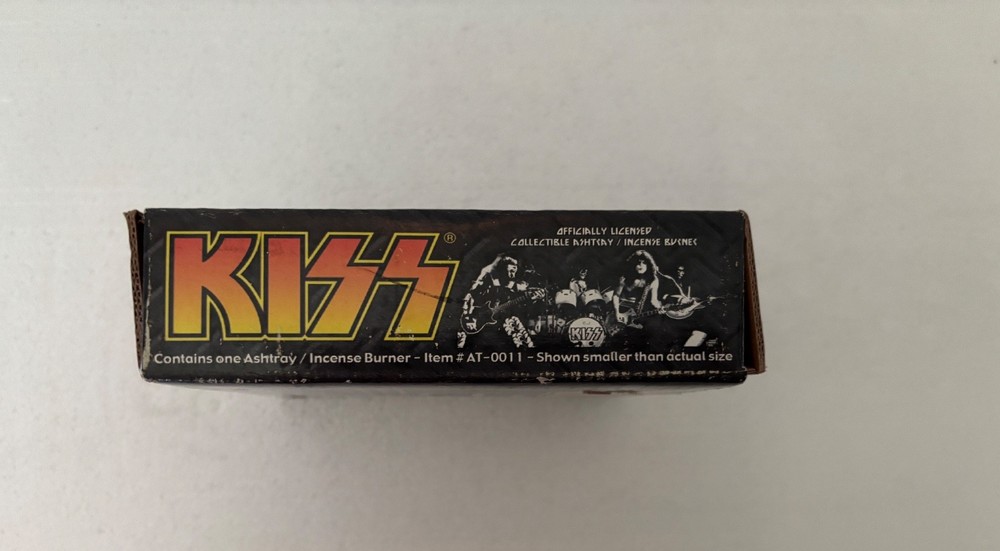 KISS®
OFFICIALLY LICENSED
COLLECTIBLE ASHTRAY / INCENSE BURNER
KISS
Contains one Ashtray / Incense Burner – Item # AT-0011 – Shown smaller than actual size